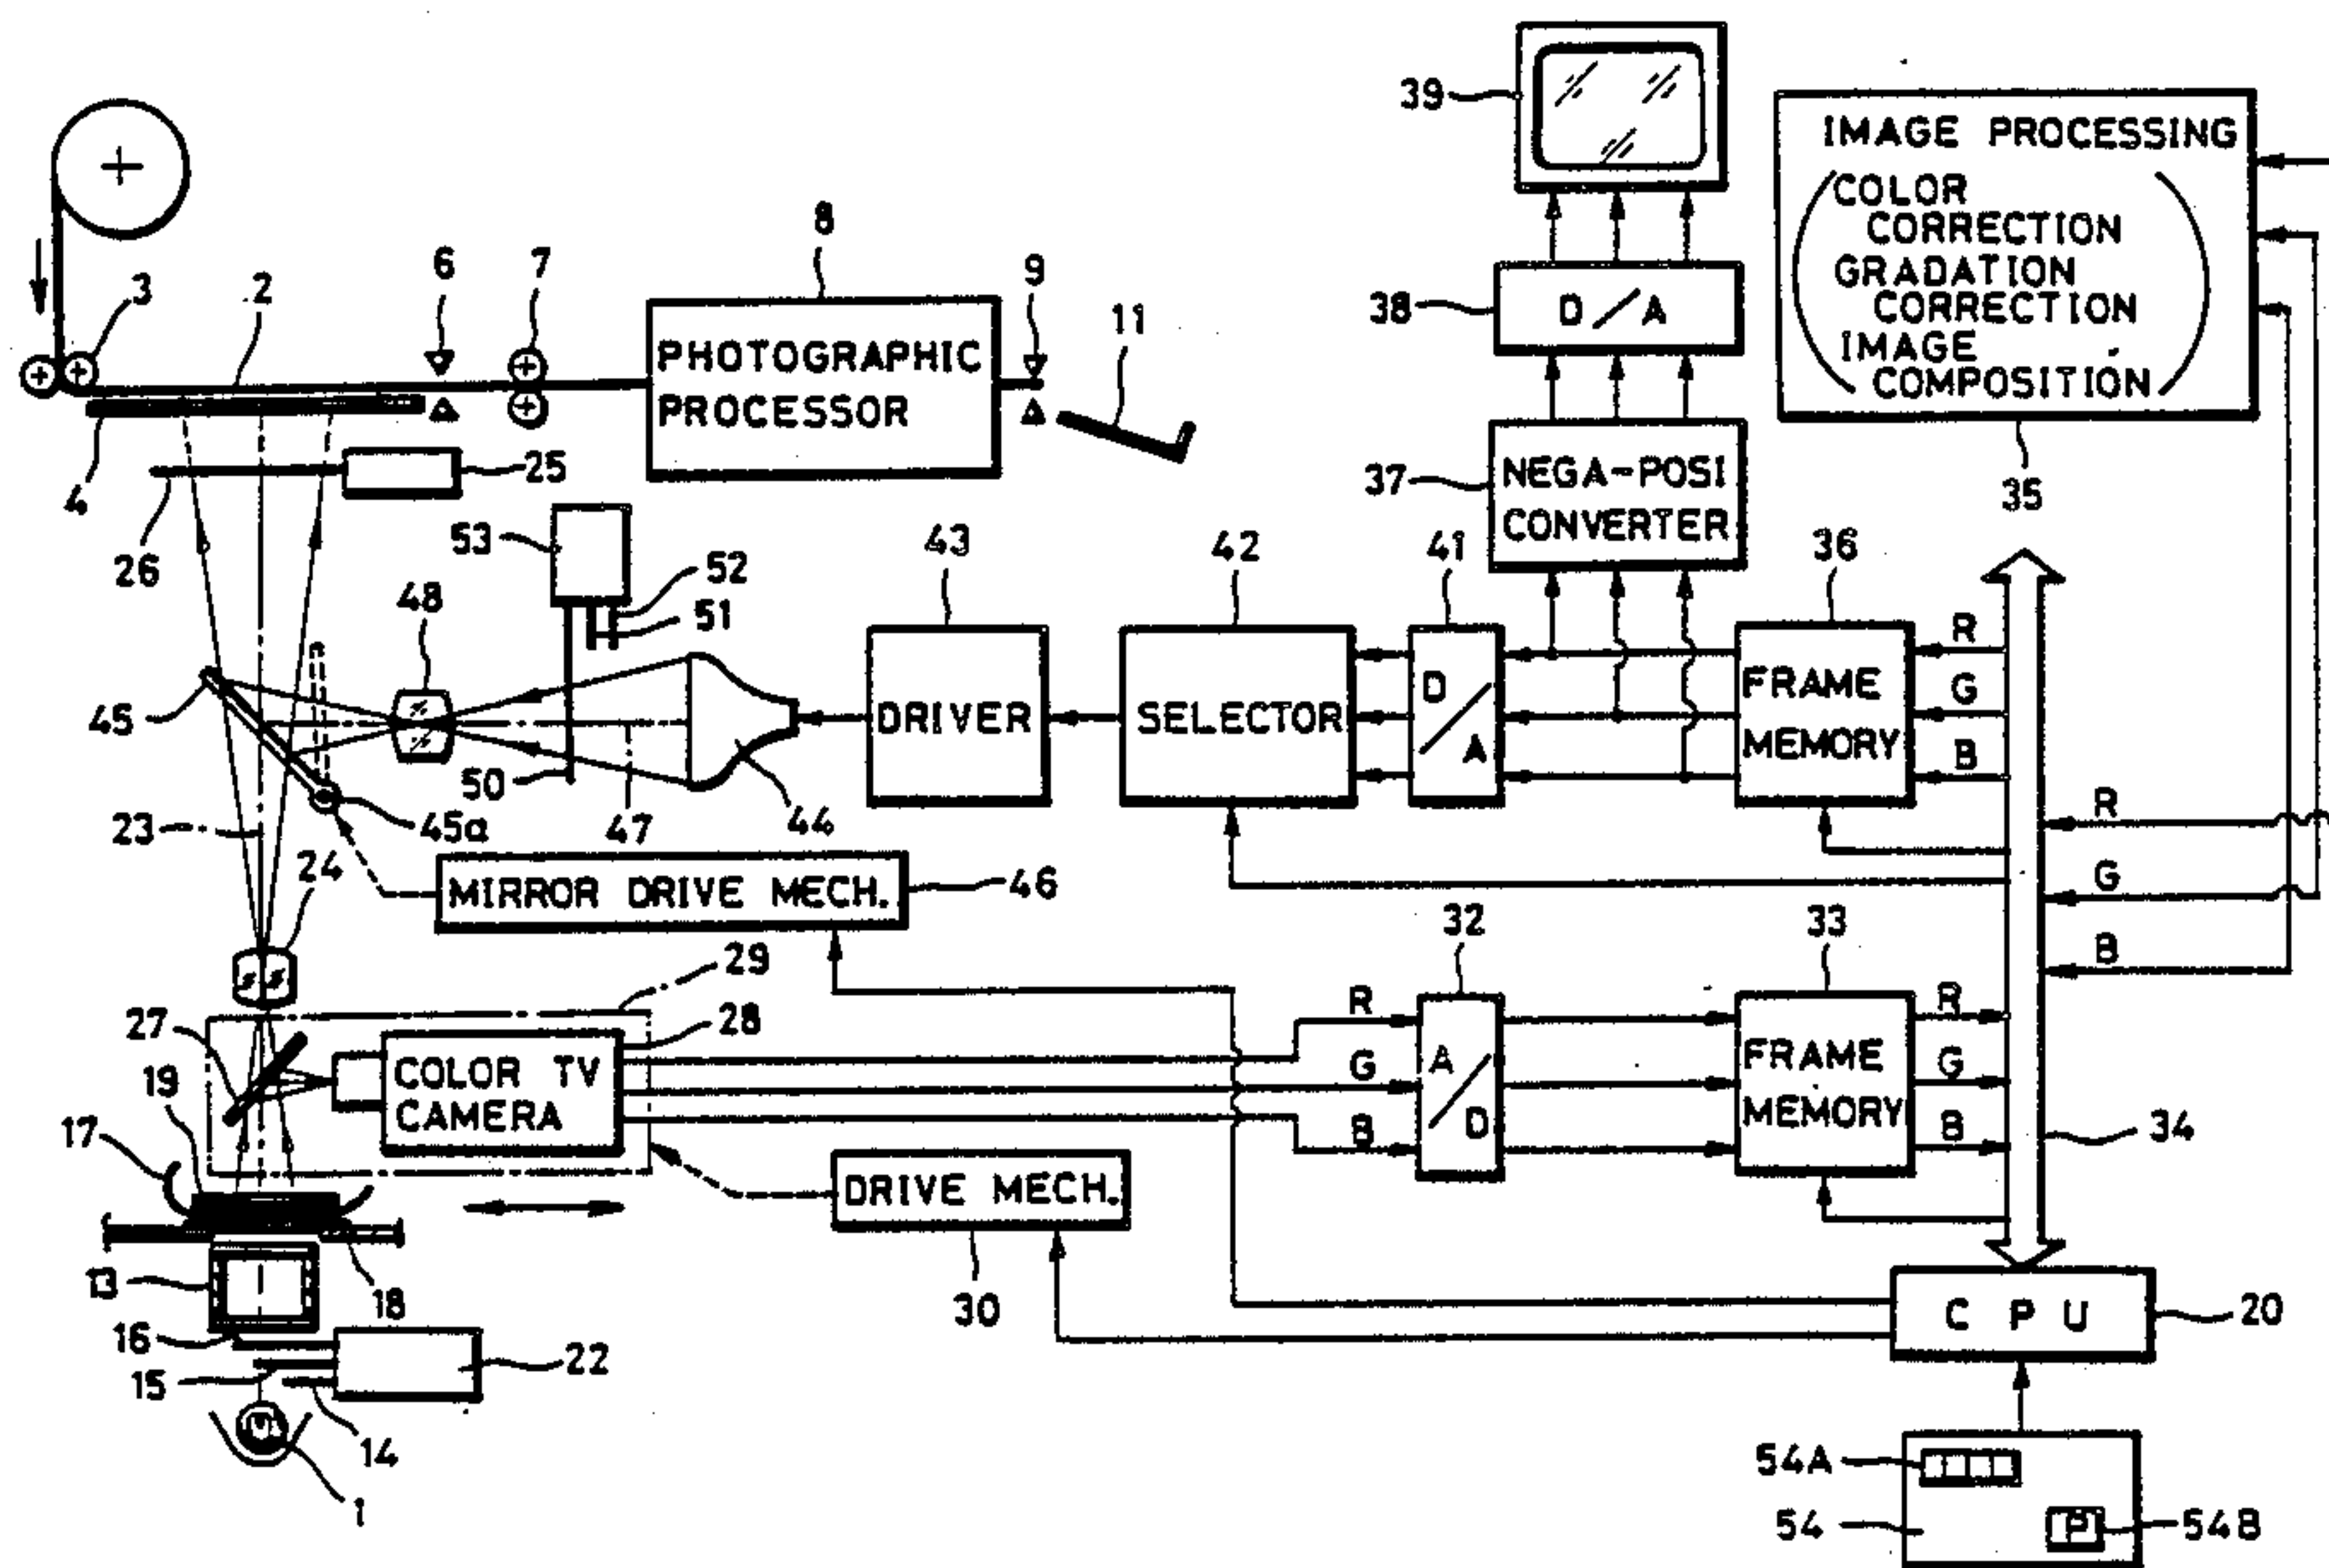 39
IMAGE PROCESSING
COLOR
CORRECTION
GRADATION
CORRECTION
IMAGE
COMPOSITION
35
8
6
7
9
3
2
11
38
D/A
PHOTOGRAPHIC
PROCESSOR
4
26
25
37
NEGA-POSI
CONVERTER
53
52
51
48
43
42
41
36
45
50
47
44
45a
DRIVER
SELECTOR
D/A
FRAME
MEMORY
R
G
B
R
G
B
23
24
MIRROR DRIVE MECH.
46
29
28
32
33
27
19
17
COLOR TV
CAMERA
R
G
B
A/D
FRAME
MEMORY
R
G
B
34
DRIVE MECH.
30
13
18
16
15
22
14
1
CPU
20
54A
54
P
54B